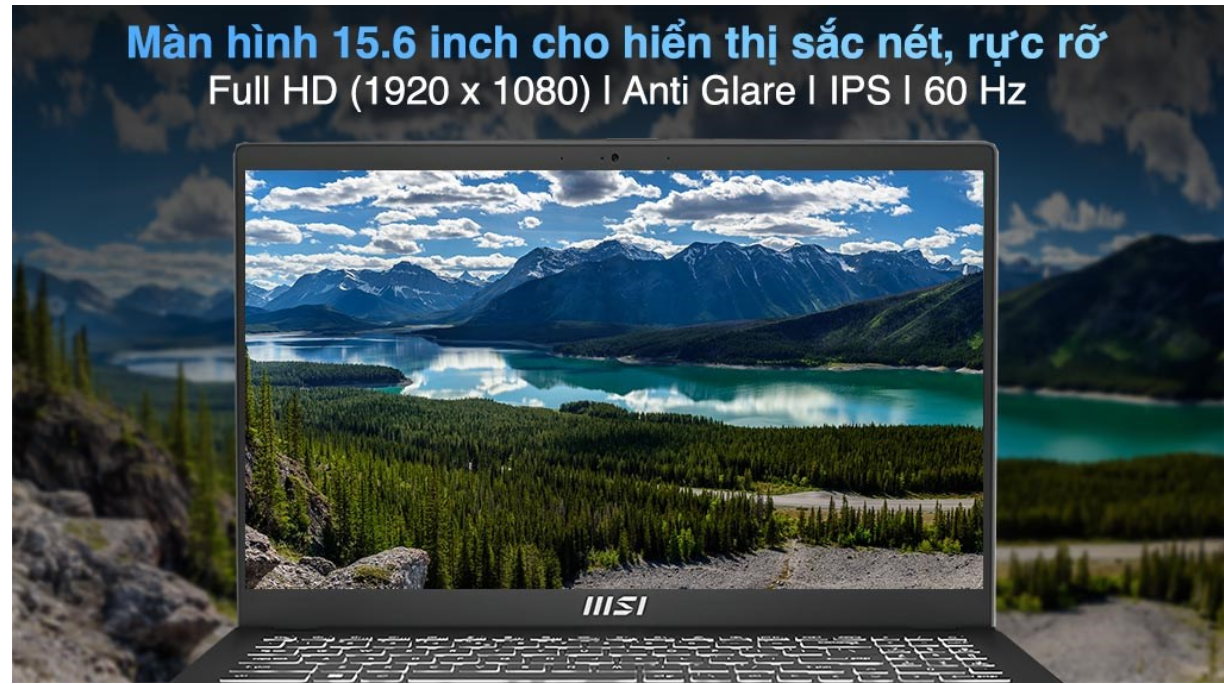 Màn hình 15.6 inch cho hiển thị sắc nét, rực rỡ
Full HD (1920 x 1080) | Anti Glare | IPS | 60 Hz
msi